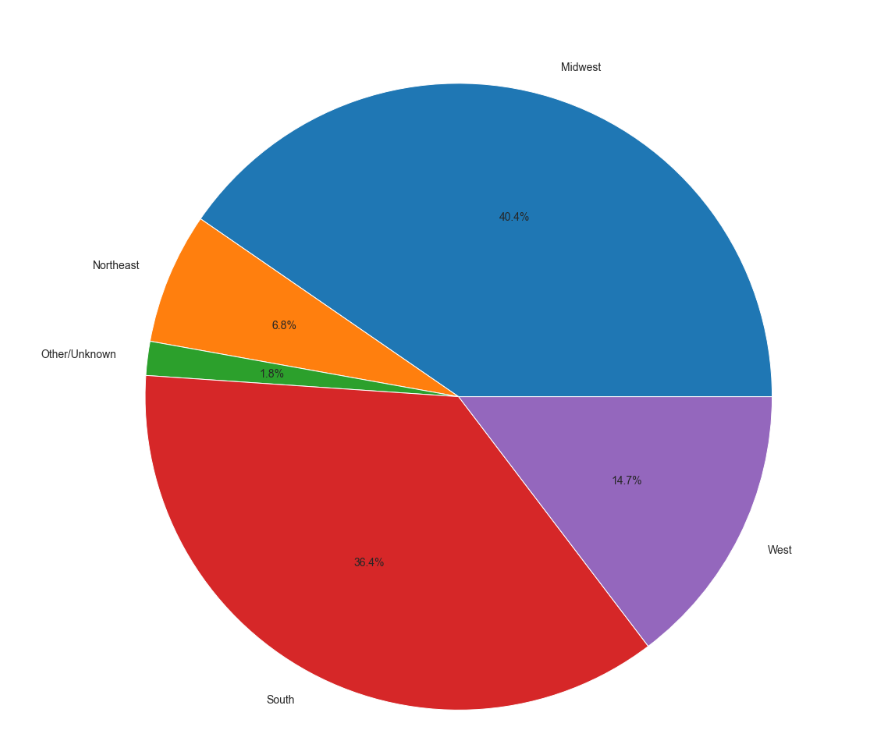 Midwest
40.4%
Northeast
6.8%
Other/Unknown
1.8%
14.7%
West
36.4%
South